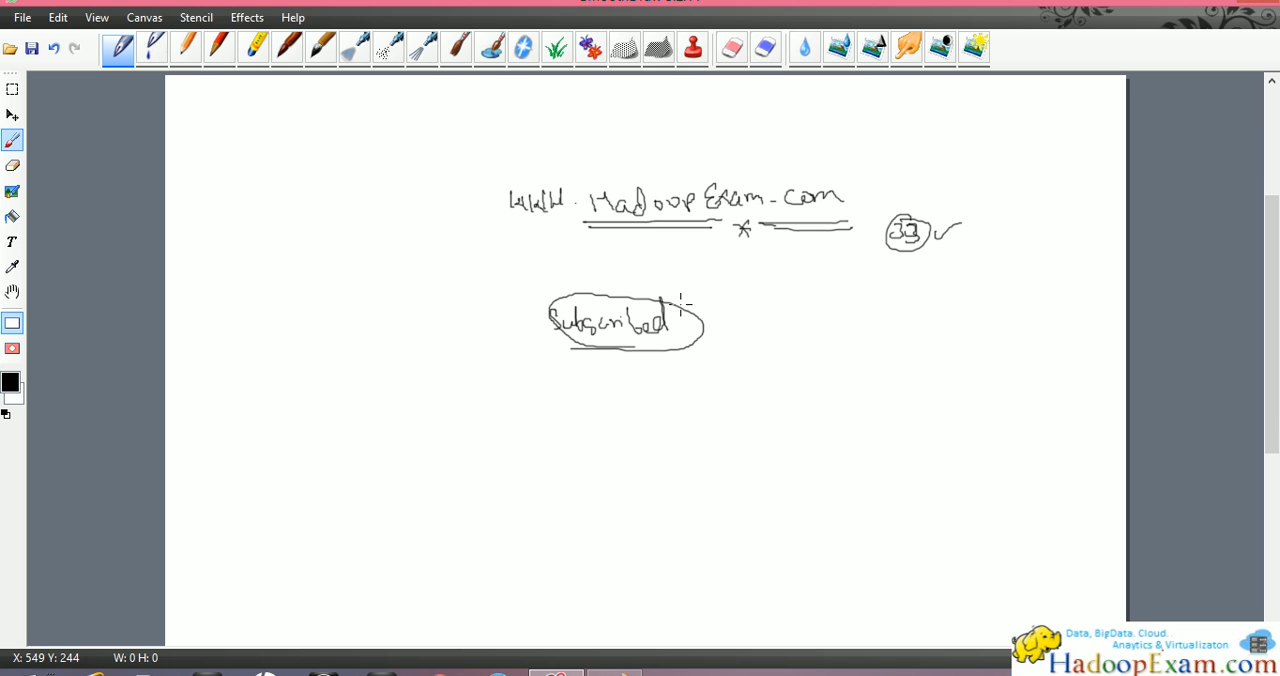 File Edit View Canvas Stencil Effects Help
www.HadoopExam.com
*
33 ✓
Subscribed
T
X: 549 Y: 244 W: 0 H: 0
Data, BigData. Cloud.
Anaytics & Virtualizaton
HadoopExam.com